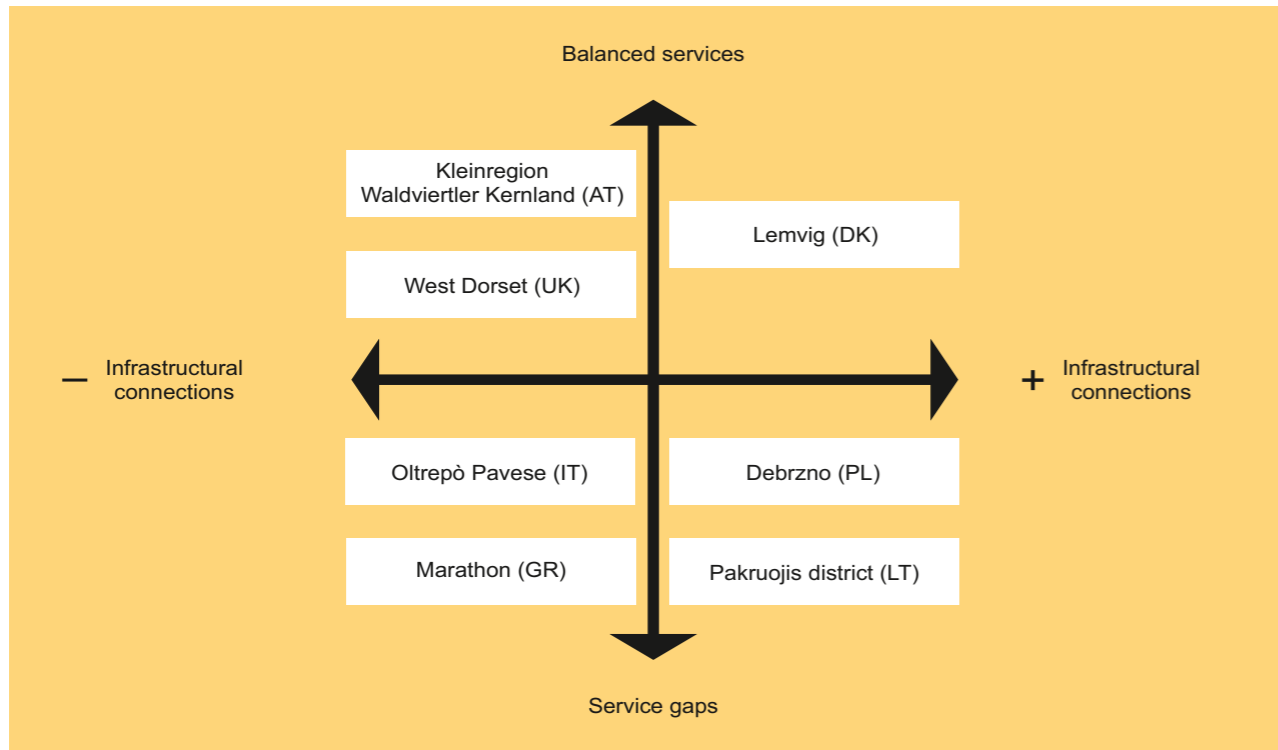 Balanced services
Kleinregion
Waldviertler Kernland (AT)
Lemvig (DK)
West Dorset (UK)
– Infrastructural
connections
+ Infrastructural
connections
Oltrepò Pavese (IT)
Debrzno (PL)
Marathon (GR)
Pakruojis district (LT)
Service gaps